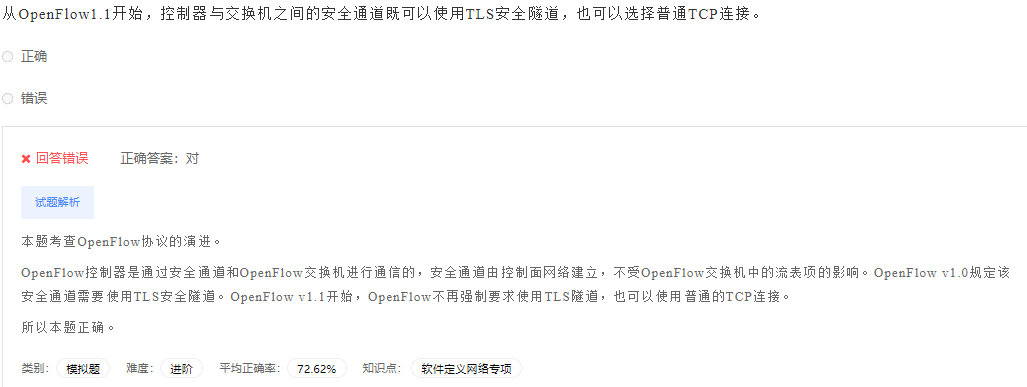 从OpenFlow1.1开始，控制器与交换机之间的安全通道既可以使用TLS安全隧道，也可以选择普通TCP连接。
正确
错误
回答错误 正确答案：对
试题解析
本题考查OpenFlow协议的演进。
OpenFlow控制器是通过安全通道和OpenFlow交换机进行通信的，安全通道由控制面网络建立，不受OpenFlow交换机中的流表项的影响。OpenFlow v1.0规定该
安全通道需要使用TLS安全隧道。OpenFlow v1.1开始，OpenFlow不再强制要求使用TLS隧道，也可以使用普通的TCP连接。
所以本题正确。
类别： 模拟题 难度： 进阶 平均正确率： 72.62% 知识点： 软件定义网络专项